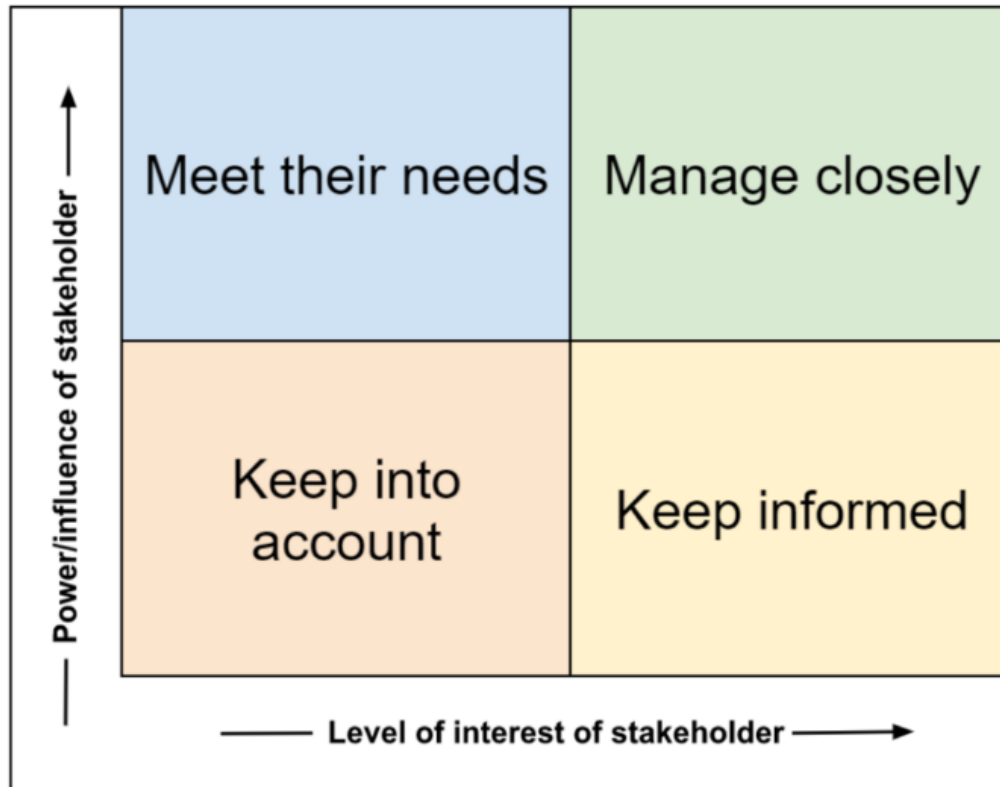 Meet their needs
Manage closely
Power/influence of stakeholder
Keep into
account
Keep informed
Level of interest of stakeholder